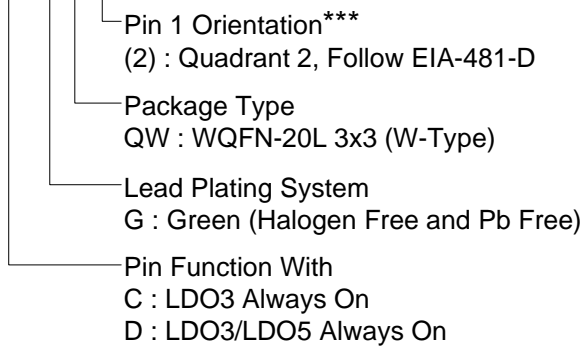 Pin 1 Orientation***
(2) : Quadrant 2, Follow EIA-481-D
Package Type
QW : WQFN-20L 3x3 (W-Type)
Lead Plating System
G : Green (Halogen Free and Pb Free)
Pin Function With
C : LDO3 Always On
D : LDO3/LDO5 Always On